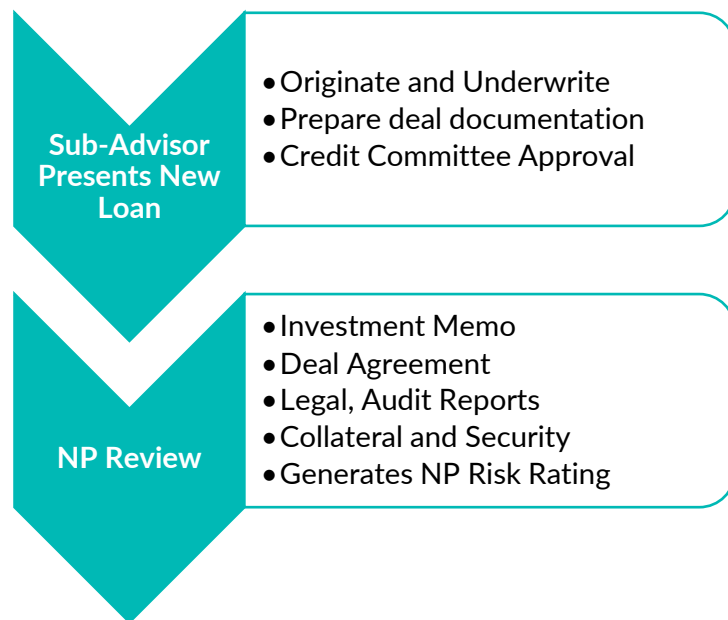 Sub-Advisor
Presents New
Loan
•Originate and Underwrite
•Prepare deal documentation
•Credit Committee Approval
NP Review
•Investment Memo
•Deal Agreement
•Legal, Audit Reports
•Collateral and Security
•Generates NP Risk Rating